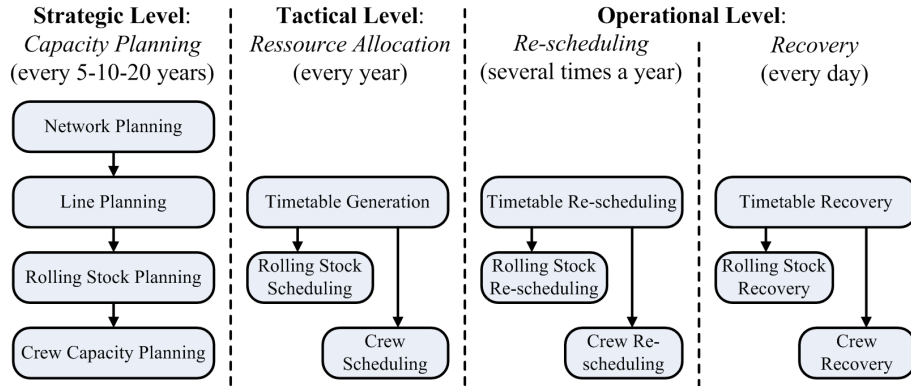 Strategic Level:
Capacity Planning
(every 5-10-20 years)
Network Planning
Line Planning
Rolling Stock Planning
Crew Capacity Planning
Tactical Level:
Ressource Allocation
(every year)
Timetable Generation
Rolling Stock
Scheduling
Crew
Scheduling
Operational Level:
Re-scheduling
(several times a year)
Timetable Re-scheduling
Rolling Stock
Re-scheduling
Crew Re-
scheduling
Recovery
(every day)
Timetable Recovery
Rolling Stock
Recovery
Crew
Recovery